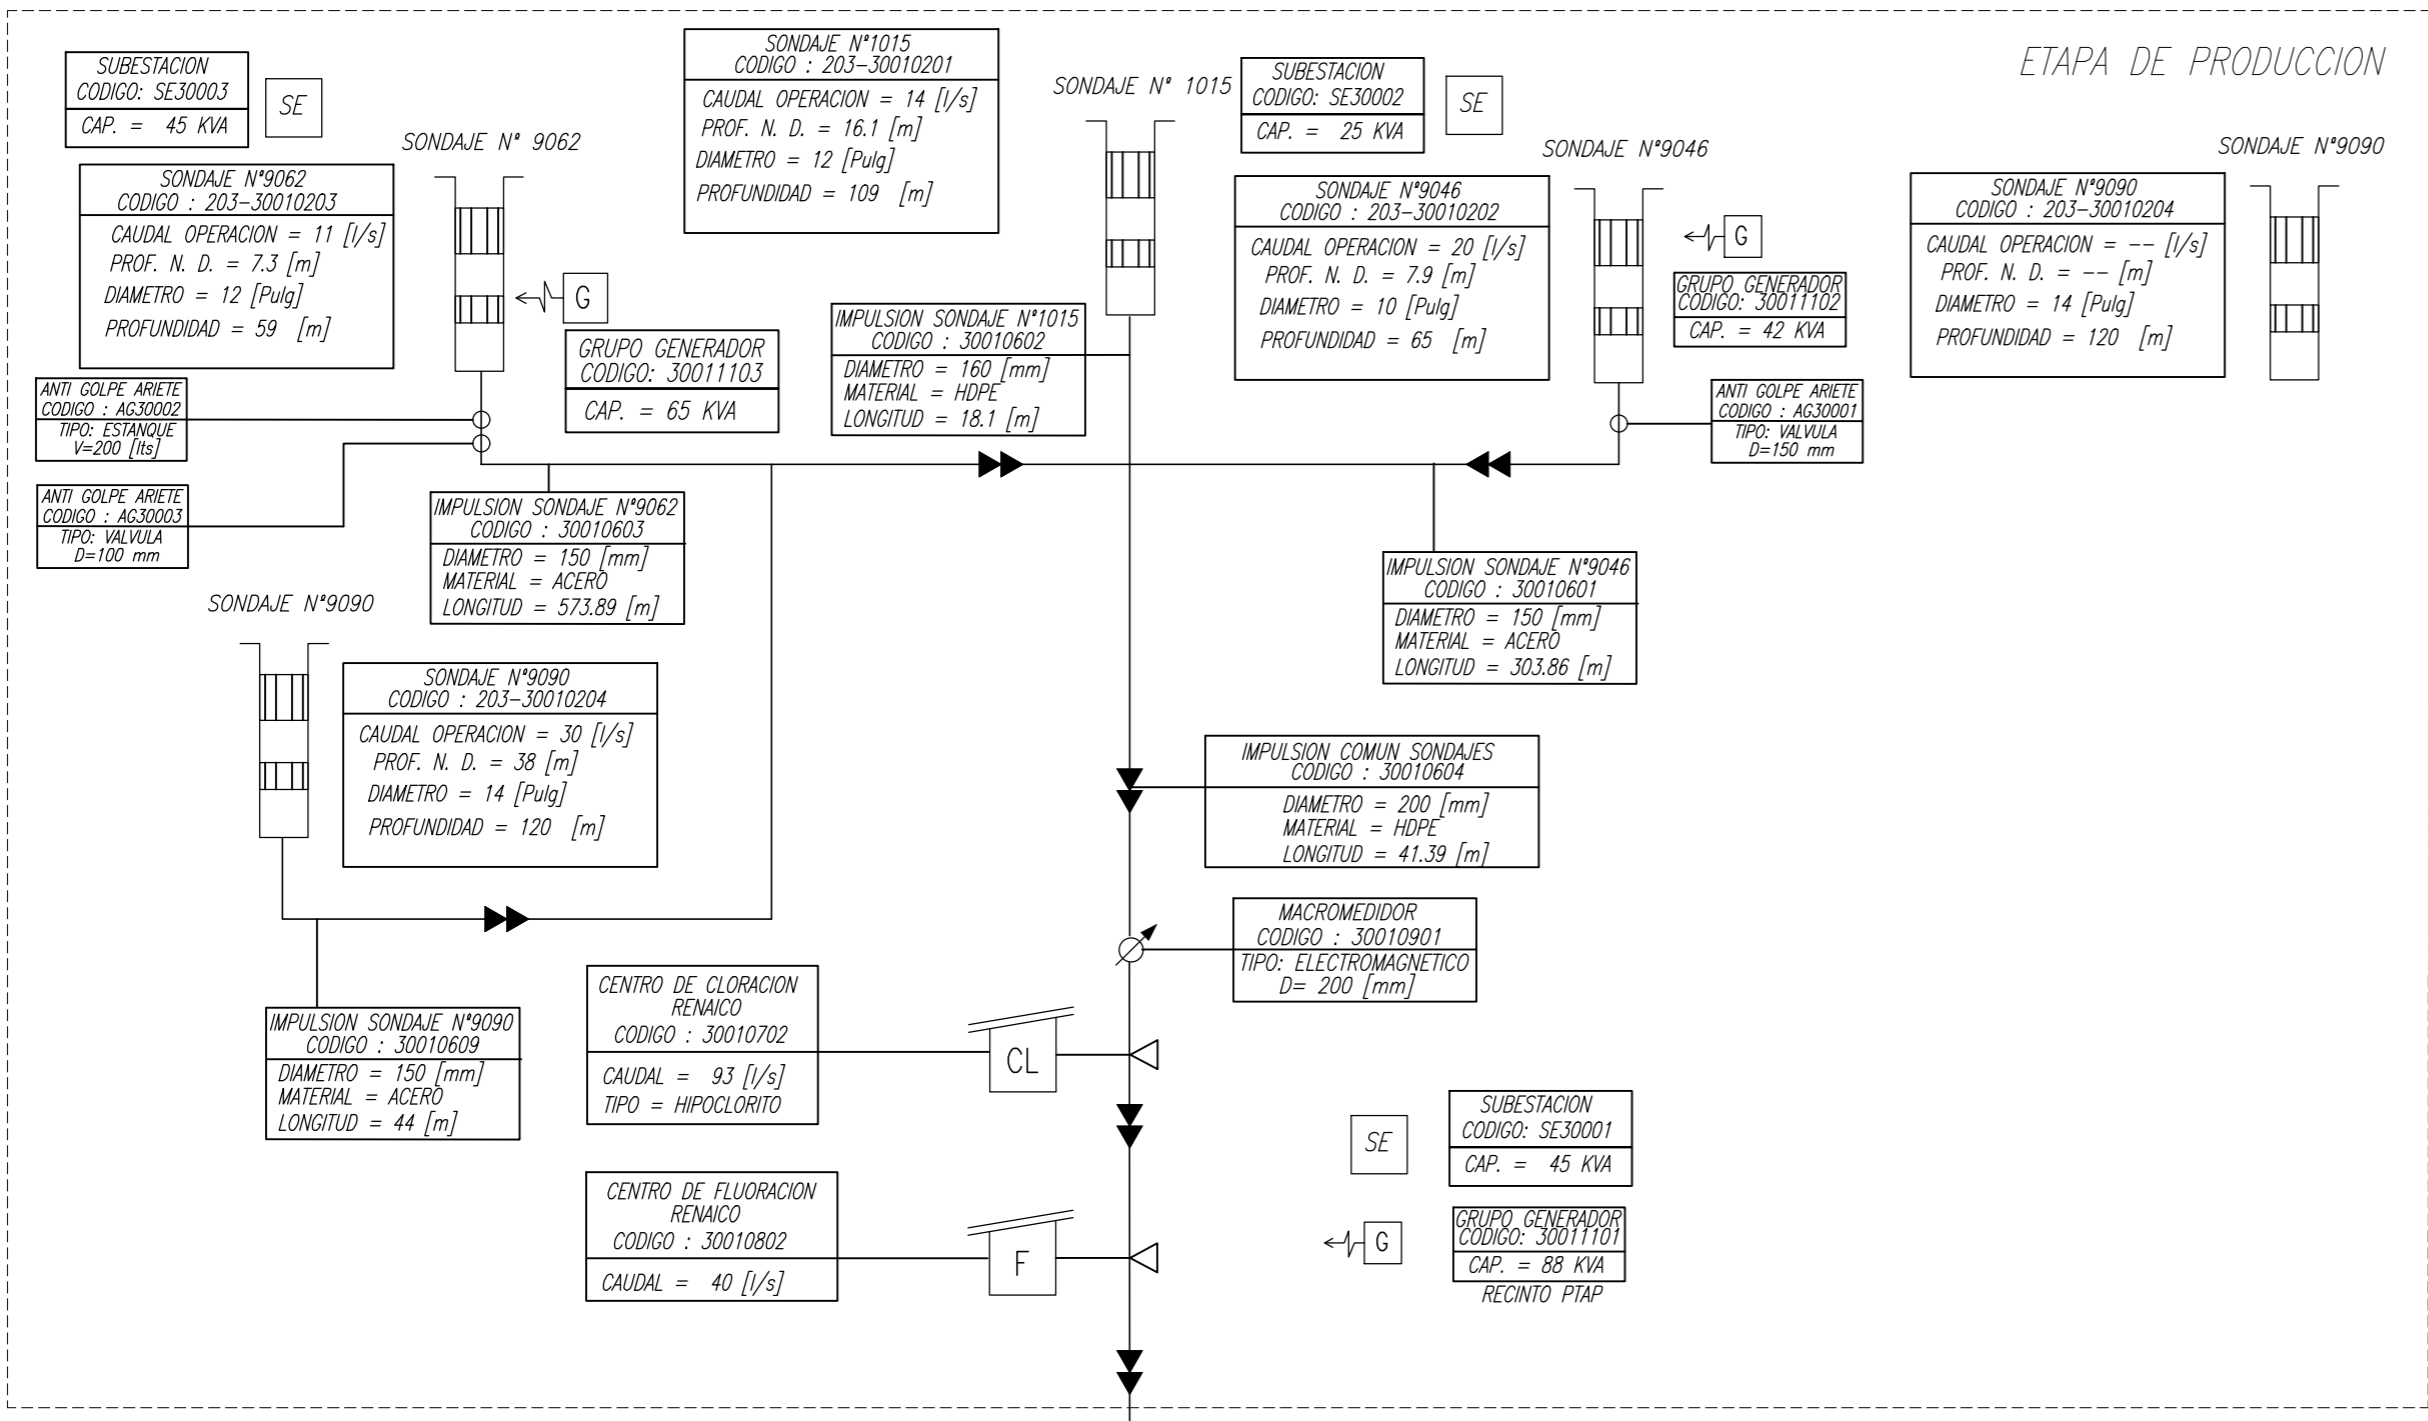 ETAPA DE PRODUCCION
SUBESTACION
CODIGO: SE30003
CAP. = 45 KVA
SE
SONDAJE N°1015
CODIGO : 203-30010201
CAUDAL OPERACION = 14 [l/s]
PROF. N. D. = 16.1 [m]
DIAMETRO = 12 [Pulg]
PROFUNDIDAD = 109 [m]
SONDAJE N° 1015
SUBESTACION
CODIGO: SE30002
CAP. = 25 KVA
SE
SONDAJE N° 9062
SONDAJE N°9046
SONDAJE N°9090
SONDAJE N°9062
CODIGO : 203-30010203
CAUDAL OPERACION = 11 [l/s]
PROF. N. D. = 7.3 [m]
DIAMETRO = 12 [Pulg]
PROFUNDIDAD = 59 [m]
G
GRUPO GENERADOR
CODIGO: 30011103
CAP. = 65 KVA
IMPULSION SONDAJE N°1015
CODIGO : 30010602
DIAMETRO = 160 [mm]
MATERIAL = HDPE
LONGITUD = 18.1 [m]
SONDAJE N°9046
CODIGO : 203-30010202
CAUDAL OPERACION = 20 [l/s]
PROF. N. D. = 7.9 [m]
DIAMETRO = 10 [Pulg]
PROFUNDIDAD = 65 [m]
G
GRUPO GENERADOR
CODIGO: 30011102
CAP. = 42 KVA
SONDAJE N°9090
CODIGO : 203-30010204
CAUDAL OPERACION = -- [l/s]
PROF. N. D. = -- [m]
DIAMETRO = 14 [Pulg]
PROFUNDIDAD = 120 [m]
ANTI GOLPE ARIETE
CODIGO : AG30002
TIPO: ESTANQUE
V=200 [lts]
ANTI GOLPE ARIETE
CODIGO : AG30001
TIPO: VALVULA
D=150 mm
ANTI GOLPE ARIETE
CODIGO : AG30003
TIPO: VALVULA
D=100 mm
IMPULSION SONDAJE N°9062
CODIGO : 30010603
DIAMETRO = 150 [mm]
MATERIAL = ACERO
LONGITUD = 573.89 [m]
IMPULSION SONDAJE N°9046
CODIGO : 30010601
DIAMETRO = 150 [mm]
MATERIAL = ACERO
LONGITUD = 303.86 [m]
SONDAJE N°9090
SONDAJE N°9090
CODIGO : 203-30010204
CAUDAL OPERACION = 30 [l/s]
PROF. N. D. = 38 [m]
DIAMETRO = 14 [Pulg]
PROFUNDIDAD = 120 [m]
IMPULSION COMUN SONDAJES
CODIGO : 30010604
DIAMETRO = 200 [mm]
MATERIAL = HDPE
LONGITUD = 41.39 [m]
MACROMEDIDOR
CODIGO : 30010901
TIPO: ELECTROMAGNETICO
D= 200 [mm]
IMPULSION SONDAJE N°9090
CODIGO : 30010609
DIAMETRO = 150 [mm]
MATERIAL = ACERO
LONGITUD = 44 [m]
CENTRO DE CLORACION
RENAICO
CODIGO : 30010702
CAUDAL = 93 [l/s]
TIPO = HIPOCLORITO
CL
SE
SUBESTACION
CODIGO: SE30001
CAP. = 45 KVA
CENTRO DE FLUORACION
RENAICO
CODIGO : 30010802
CAUDAL = 40 [l/s]
F
G
GRUPO GENERADOR
CODIGO: 30011101
CAP. = 88 KVA
RECINTO PTAP